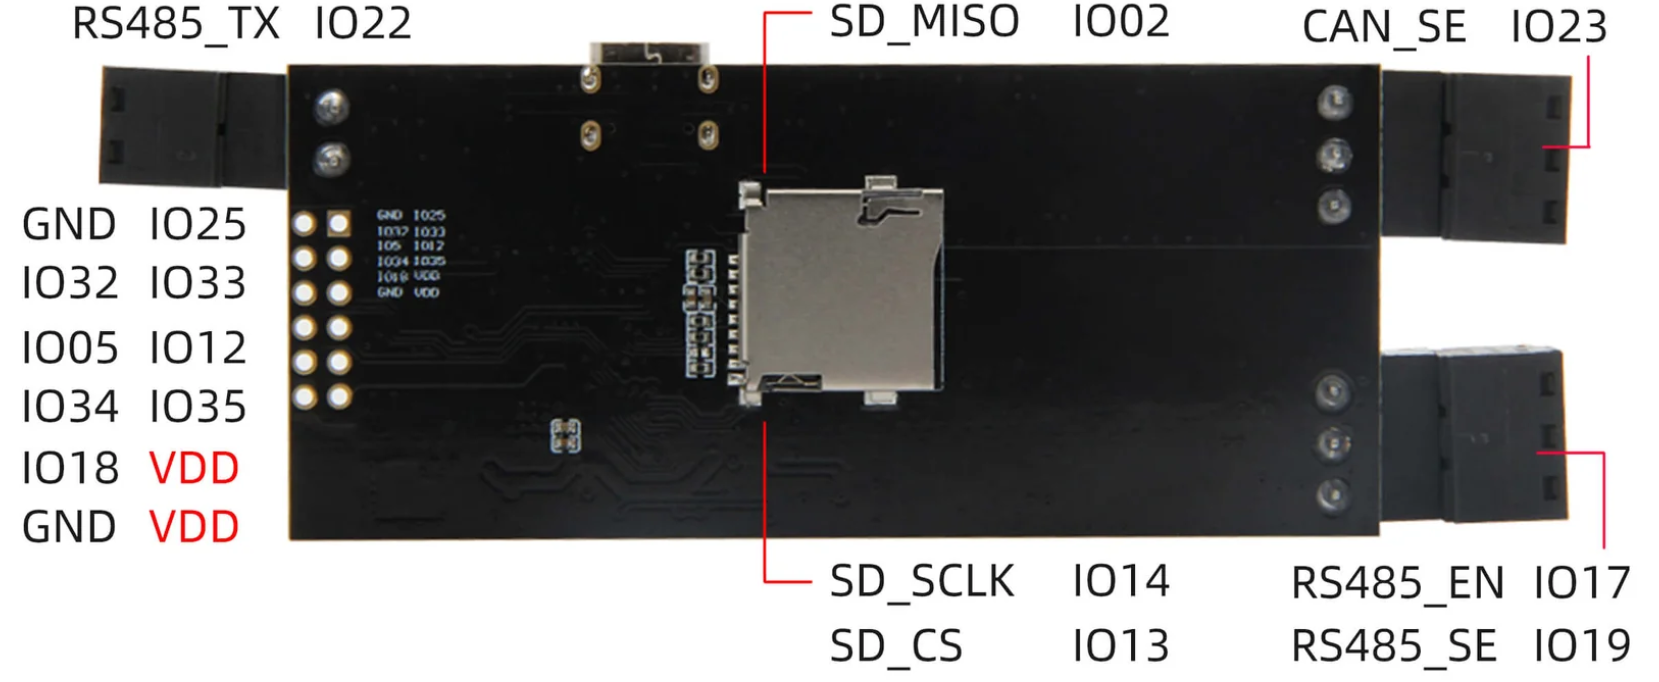 RS485_TX IO22
SD_MISO IO02
CAN_SE IO23
GND IO25
IO32 IO33
IO05 IO12
IO34 IO35
IO18 VDD
GND VDD
GND IO25
IO32 IO33
IO5 IO12
IO34 IO35
IO18 VDD
GND VDD
SD_SCLK IO14
SD_CS IO13
RS485_EN IO17
RS485_SE IO19